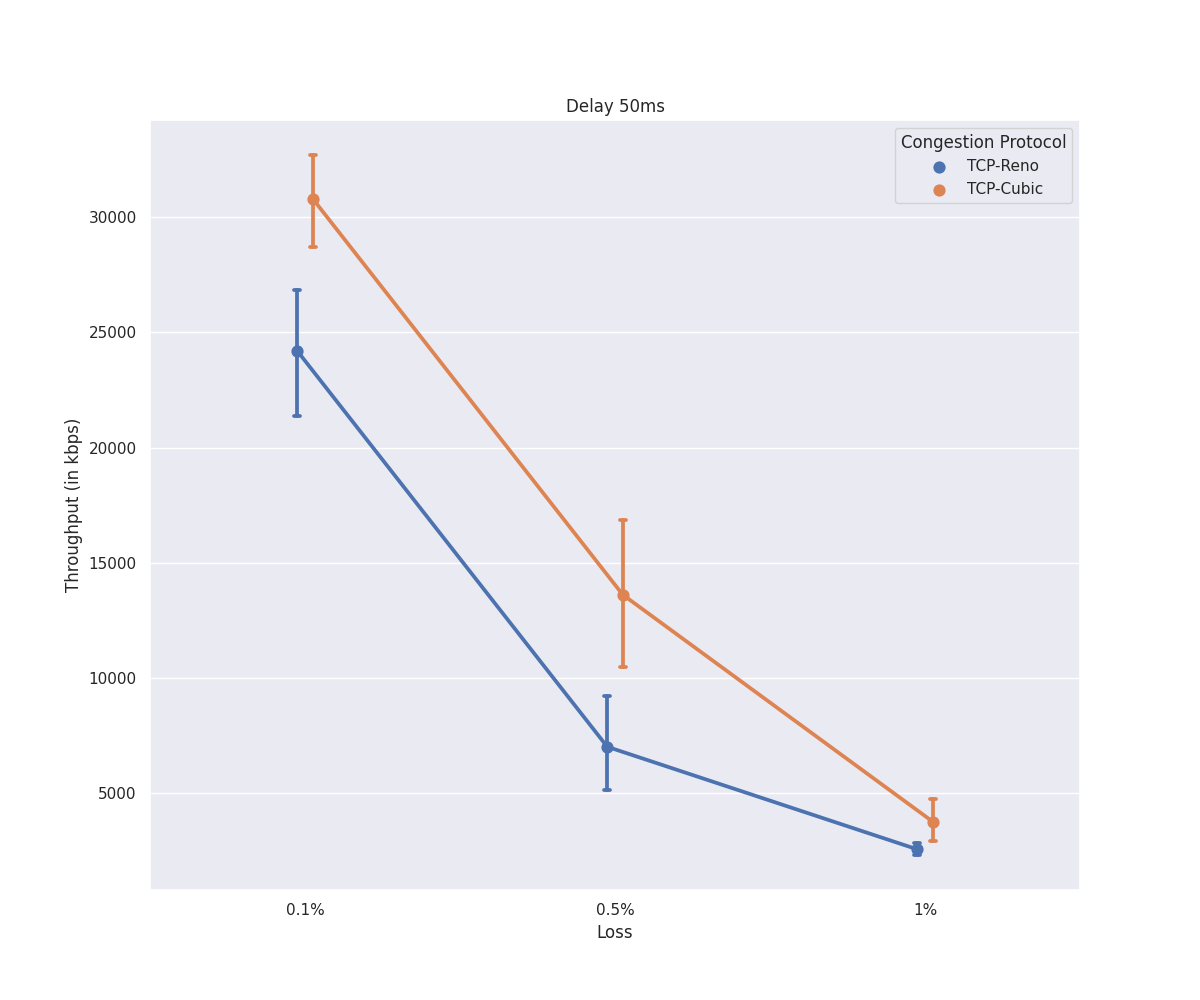 Delay 50ms
Congestion Protocol
TCP-Reno
TCP-Cubic
30000
25000
20000
15000
10000
5000
Throughput (in kbps)
0.1% 0.5% 1%
Loss